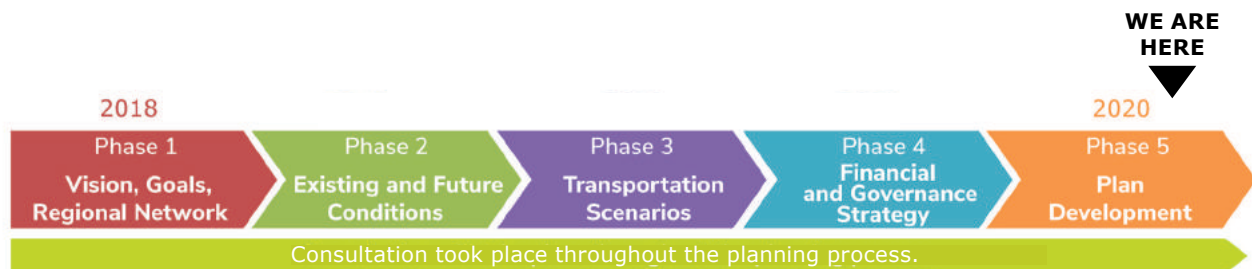 WE ARE
HERE
2018
2020
Phase 1
Vision, Goals,
Regional Network
Phase 2
Existing and Future
Conditions
Phase 3
Transportation
Scenarios
Phase 4
Financial
and Governance
Strategy
Phase 5
Plan
Development
Consultation took place throughout the planning process.